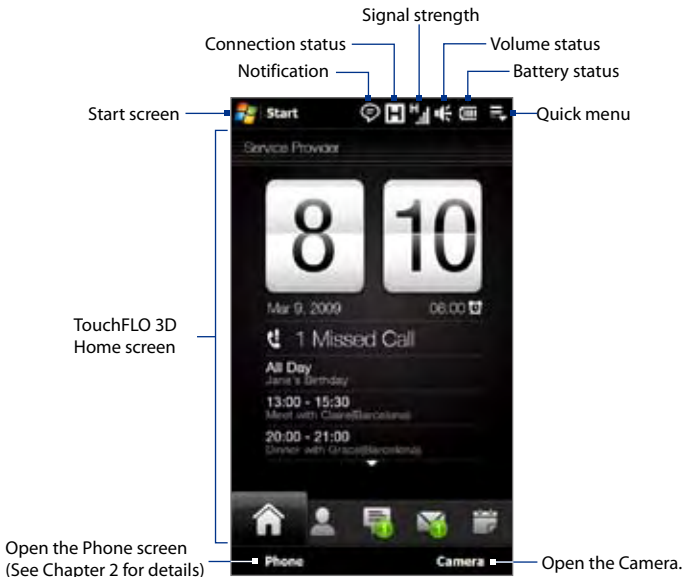 Signal strength
Connection status
Volume status
Notification
Battery status
Start screen
Start
Quick menu
Service Provider
8 10
Mar 9, 2009 06:00
TouchFLO 3D
Home screen
1 Missed Call
All Day
Jane's Birthday
13:00 - 15:30
Meet with Claire(Barcelona)
20:00 - 21:00
Dinner with Grace(Barcelona)
1 1
Open the Phone screen
(See Chapter 2 for details)
Phone
Camera
Open the Camera.